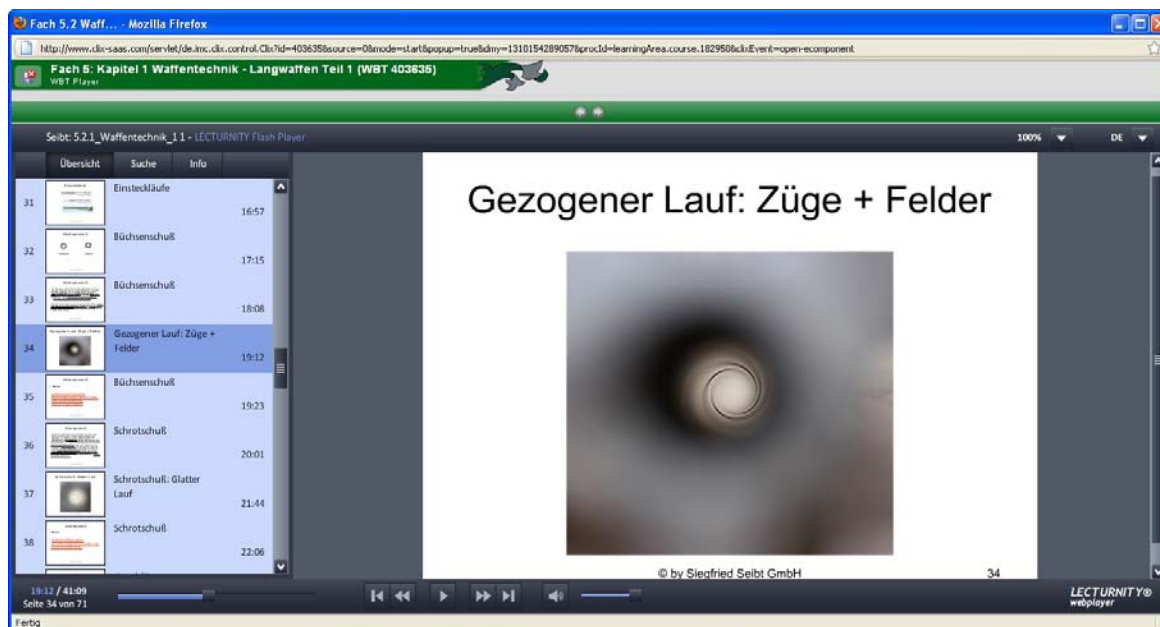 Fach 5.2 Waff... - Mozilla Firefox
http://www.clix-saas.com/servlet/de.imc.clix.control.Clix?id=403635&source=0&mode=start&popup=true&dmy=1310154289057&procId=learningArea.course.182950&clixEvent=open-ecomponent
Fach 5: Kapitel 1 Waffentechnik - Langwaffen Teil 1 (WBT 403635)
WBT Player
Seibt: 5.2.1_Waffentechnik_1 1 - LECTURNITY Flash Player
100%
DE
Übersicht Suche Info
31
Einsteckläufe
16:57
32
Büchsenschuß
17:15
33
Büchsenschuß
18:08
34
Gezogener Lauf: Züge +
Felder
19:12
35
Büchsenschuß
19:23
36
Schrotschuß
20:01
37
Schrotschuß: Glatter
Lauf
21:44
38
Schrotschuß
22:06
Gezogener Lauf: Züge + Felder
© by Siegfried Seibt GmbH
34
19:12 / 41:09
Seite 34 von 71
LECTURNITY®
webplayer
Fertig